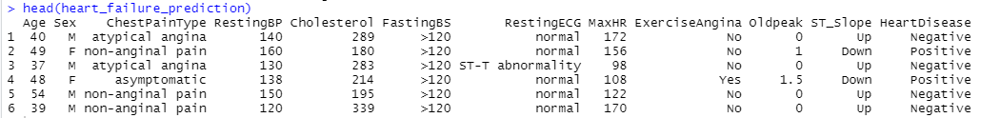 > head(heart_failure_prediction)
Age Sex ChestPainType RestingBP Cholesterol FastingBS RestingECG MaxHR ExerciseAngina Oldpeak ST_Slope HeartDisease
1 40 M atypical angina 140 289 >120 normal 172 No 0 Up Negative
2 49 F non-anginal pain 160 180 >120 normal 156 No 1 Down Positive
3 37 M atypical angina 130 283 >120 ST-T abnormality 98 No 0 Up Negative
4 48 F asymptomatic 138 214 >120 normal 108 Yes 1.5 Down Positive
5 54 M non-anginal pain 150 195 >120 normal 122 No 0 Up Negative
6 39 M non-anginal pain 120 339 >120 normal 170 No 0 Up Negative